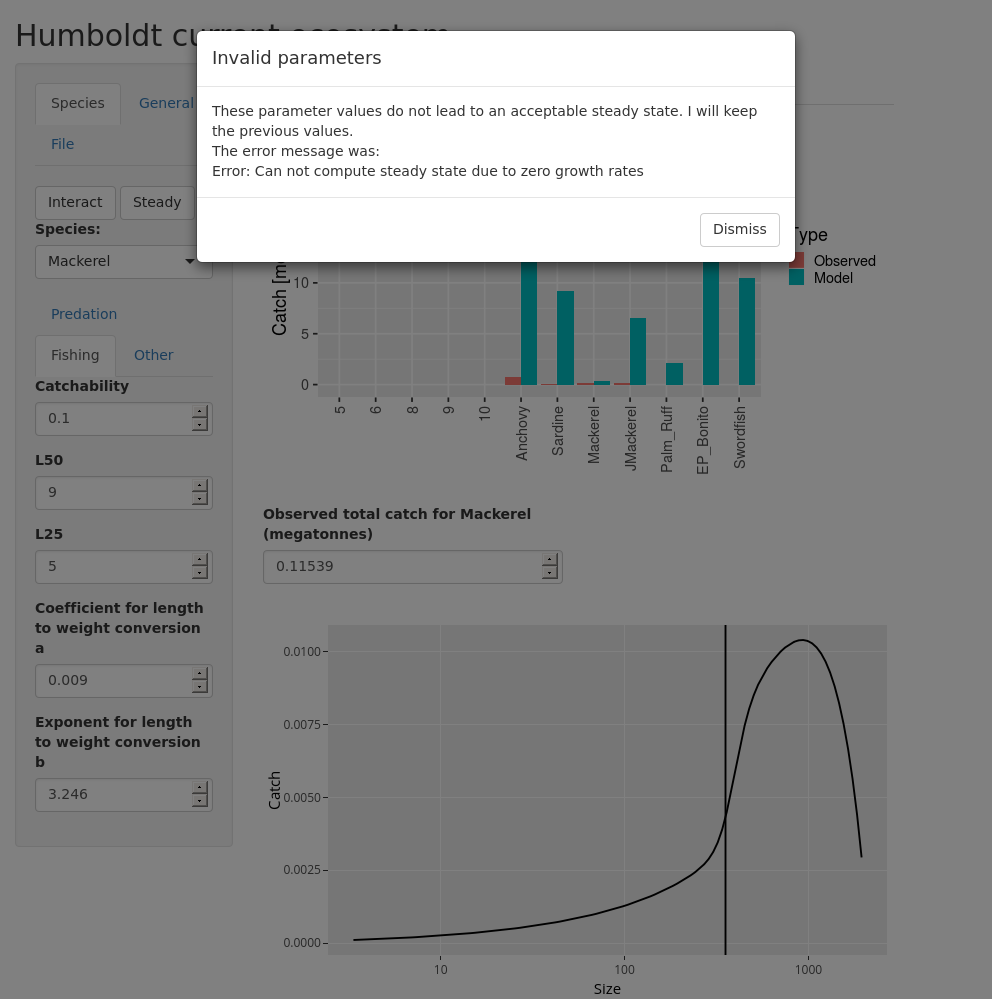 Humboldt current ecosystem
Invalid parameters
These parameter values do not lead to an acceptable steady state. I will keep
the previous values.
The error message was:
Error: Can not compute steady state due to zero growth rates
Dismiss
Species
General
File
Interact
Steady
Species:
Mackerel
Predation
Fishing
Other
Catchability
0.1
L50
9
L25
5
Coefficient for length
to weight conversion
a
0.009
Exponent for length
to weight conversion
b
3.246
Type
Observed
Model
Catch [m
10
5
0
5
6
8
9
10
Anchovy
Sardine
Mackerel
JMackerel
Palm_Ruff
EP_Bonito
Swordfish
Observed total catch for Mackerel
(megatonnes)
0.11539
Catch
0.0100
0.0075
0.0050
0.0025
0.0000
10
100
1000
Size